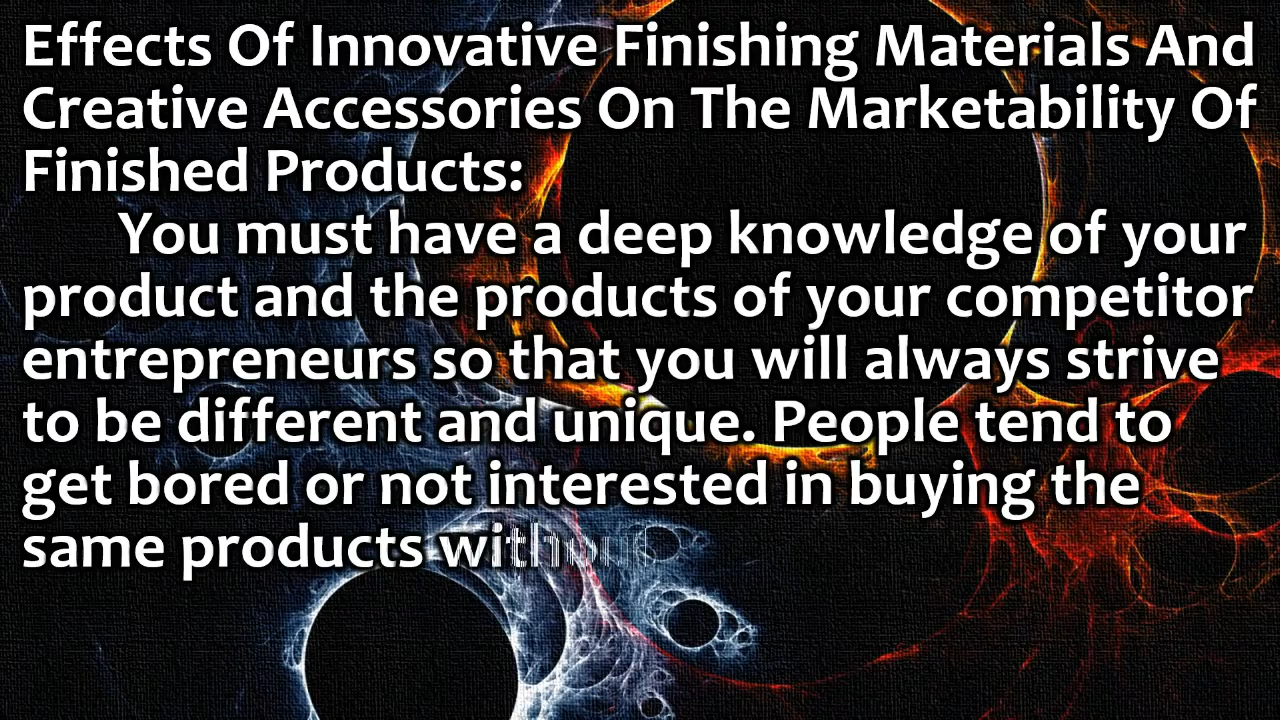 Effects Of Innovative Finishing Materials And
Creative Accessories On The Marketability Of
Finished Products:
You must have a deep knowledge of your
product and the products of your competitor
entrepreneurs so that you will always strive
to be different and unique. People tend to
get bored or not interested in buying the
same products without